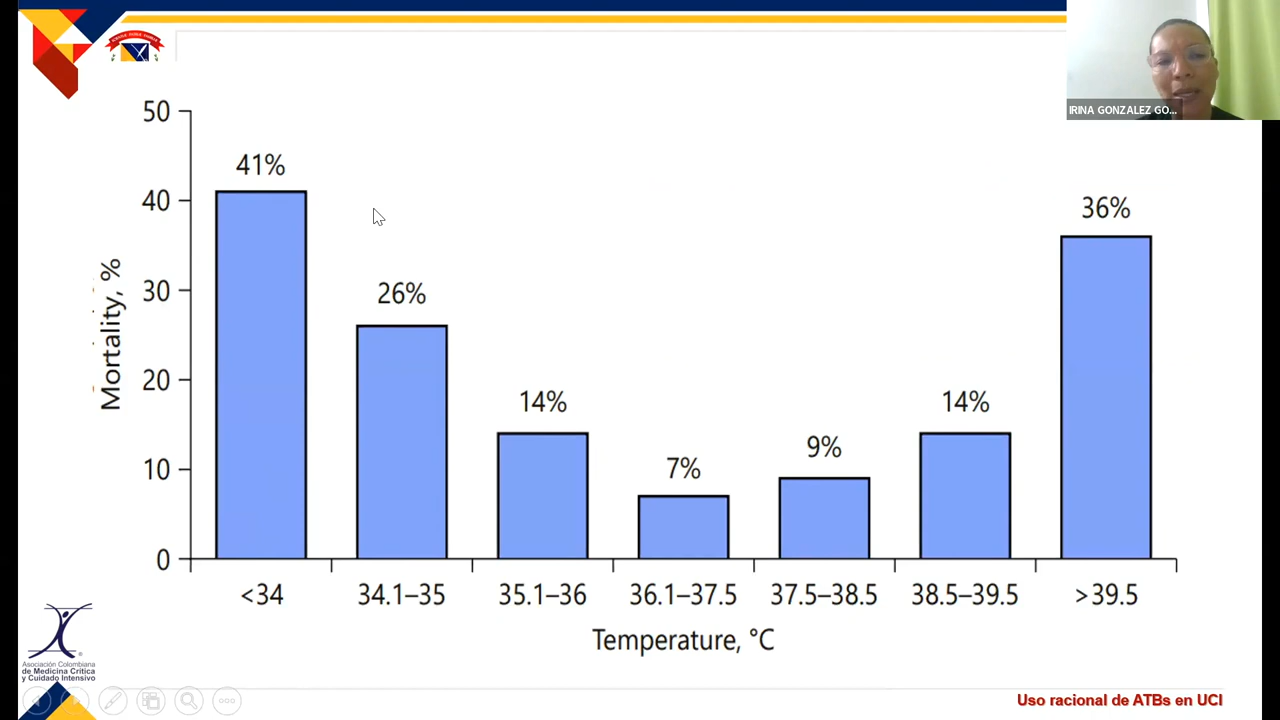 IRINA GONZALEZ GO...
50
40
30
20
10
0
Mortality, %
41%
26%
14%
7%
9%
14%
36%
<34
34.1–35
35.1–36
36.1–37.5
37.5–38.5
38.5–39.5
>39.5
Temperature, °C
Asociación Colombiana
de Medicina Crítica
y Cuidado Intensivo
Uso racional de ATBs en UCI